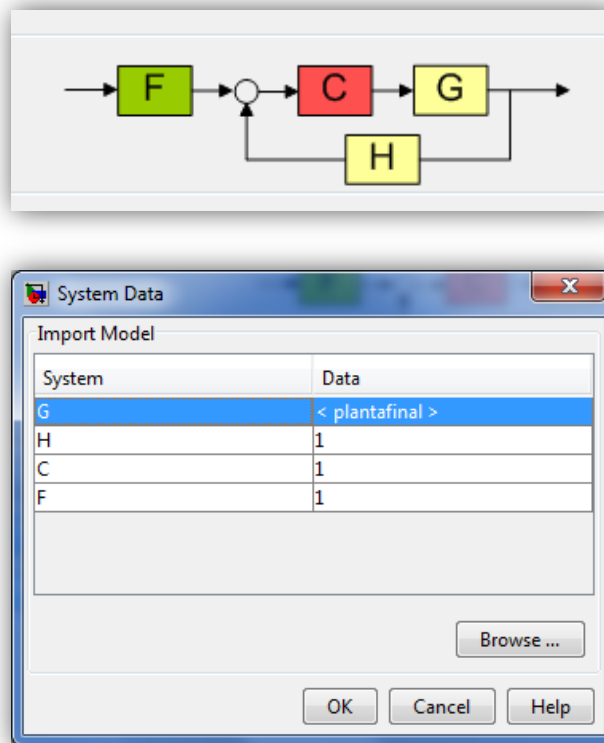 F C G
H
System Data
Import Model
System Data
G < plantafinal >
H 1
C 1
F 1
Browse ...
OK Cancel Help